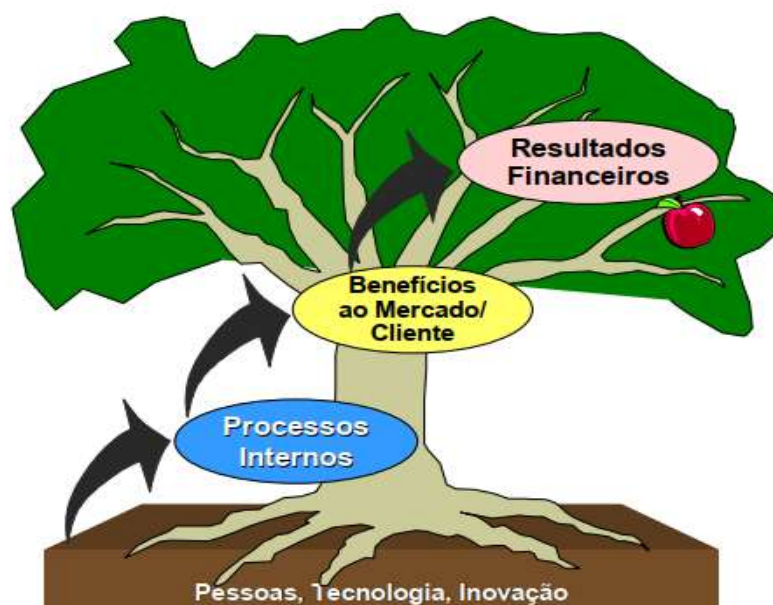 Resultados
Financeiros
Benefícios
ao Mercado/
Cliente
Processos
Internos
Pessoas, Tecnologia, Inovação